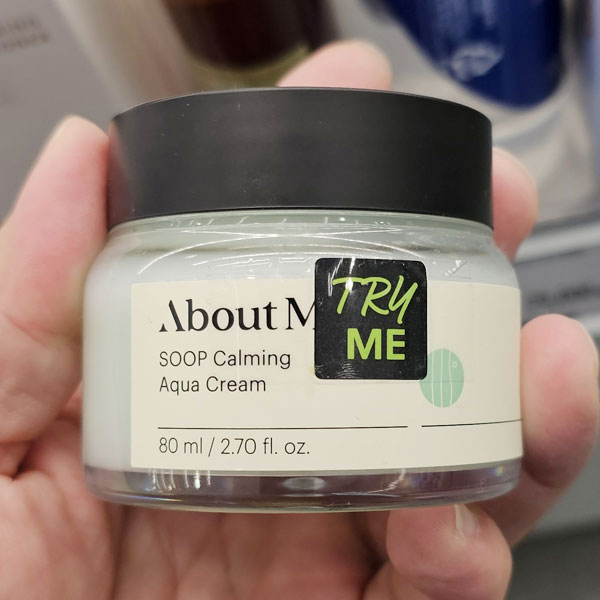 About M
TRY
ME
SOOP Calming
Aqua Cream
80 ml / 2.70 fl. oz.